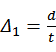 Δ₁ = d/t